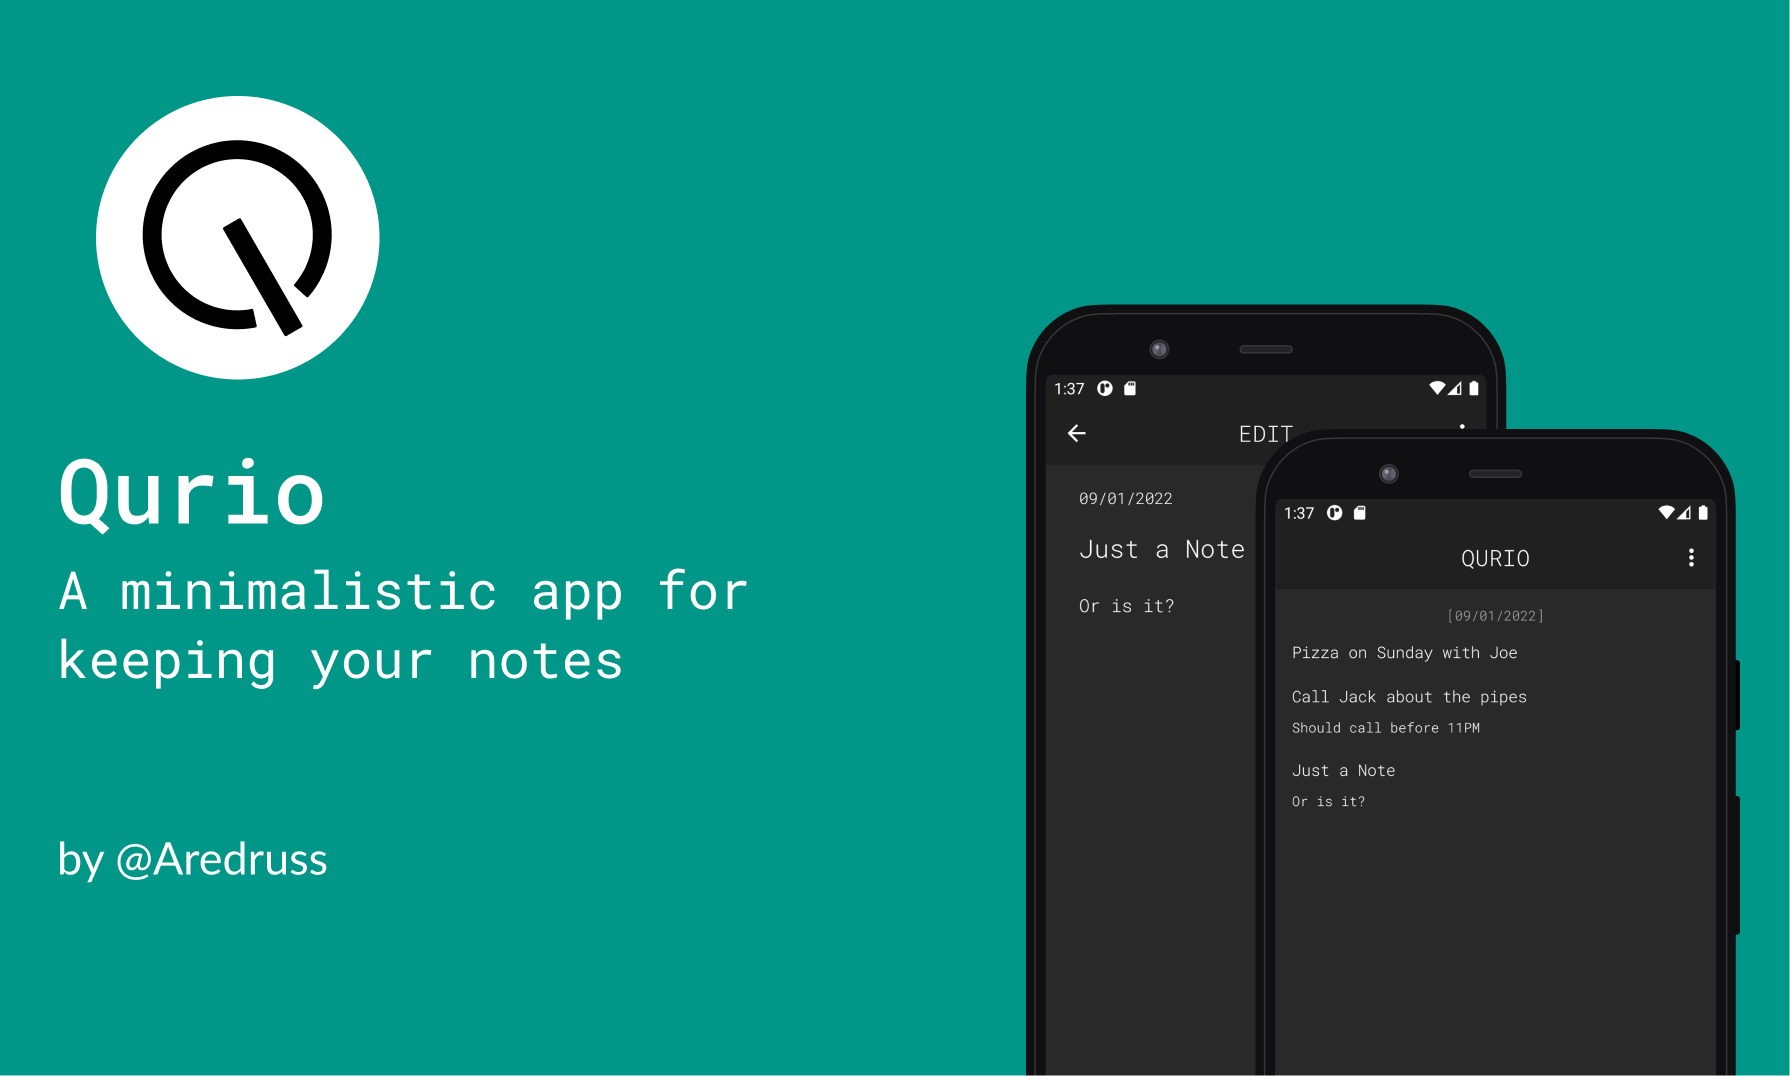 Qurio
A minimalistic app for
keeping your notes
by @Aredruss
1:37
EDIT
09/01/2022
Just a Note
Or is it?
1:37
QURIO
[09/01/2022]
Pizza on Sunday with Joe
Call Jack about the pipes
Should call before 11PM
Just a Note
Or is it?